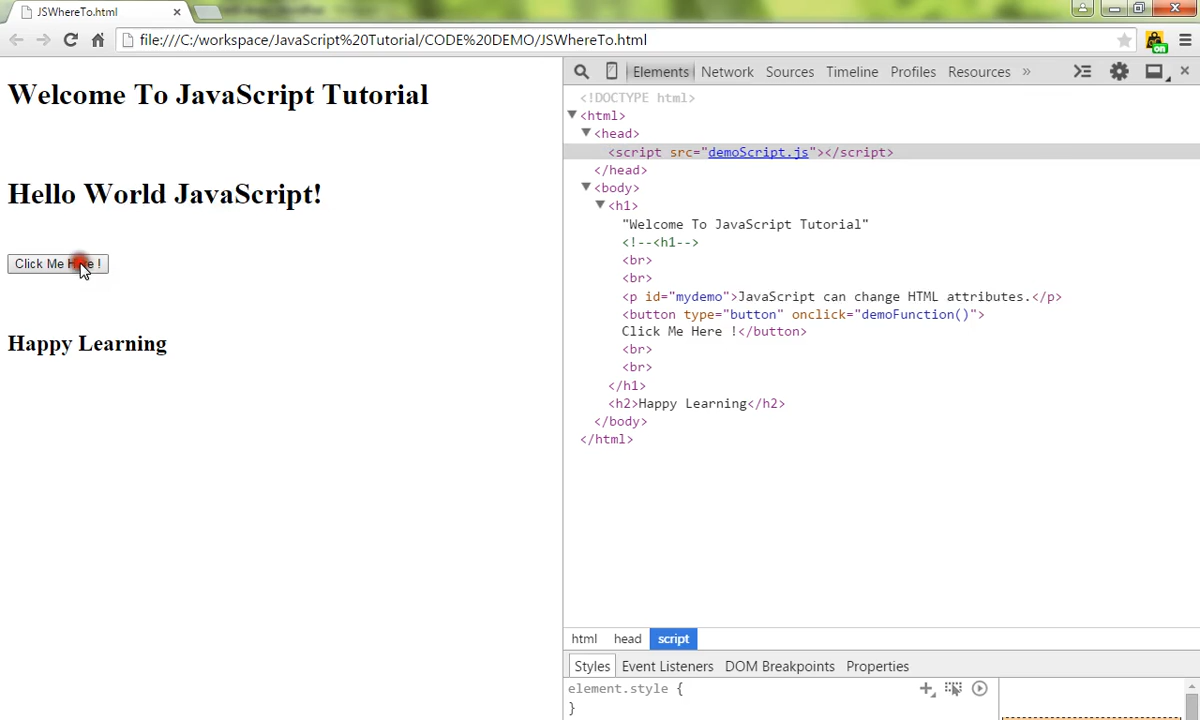 JSWhereTo.html
file:///C:/workspace/JavaScript%20Tutorial/CODE%20DEMO/JSWhereTo.html
on
Welcome To JavaScript Tutorial
Hello World JavaScript!
Click Me Here !
Happy Learning
Elements Network Sources Timeline Profiles Resources »
<!DOCTYPE html>
<html>
<head>
<script src="demoScript.js"></script>
</head>
<body>
<h1>
"Welcome To JavaScript Tutorial"
<!--<h1-->
<br>
<br>
<p id="mydemo">JavaScript can change HTML attributes.</p>
<button type="button" onclick="demoFunction()">
Click Me Here !</button>
<br>
<br>
</h1>
<h2>Happy Learning</h2>
</body>
</html>
html head script
Styles Event Listeners DOM Breakpoints Properties
element.style {
}